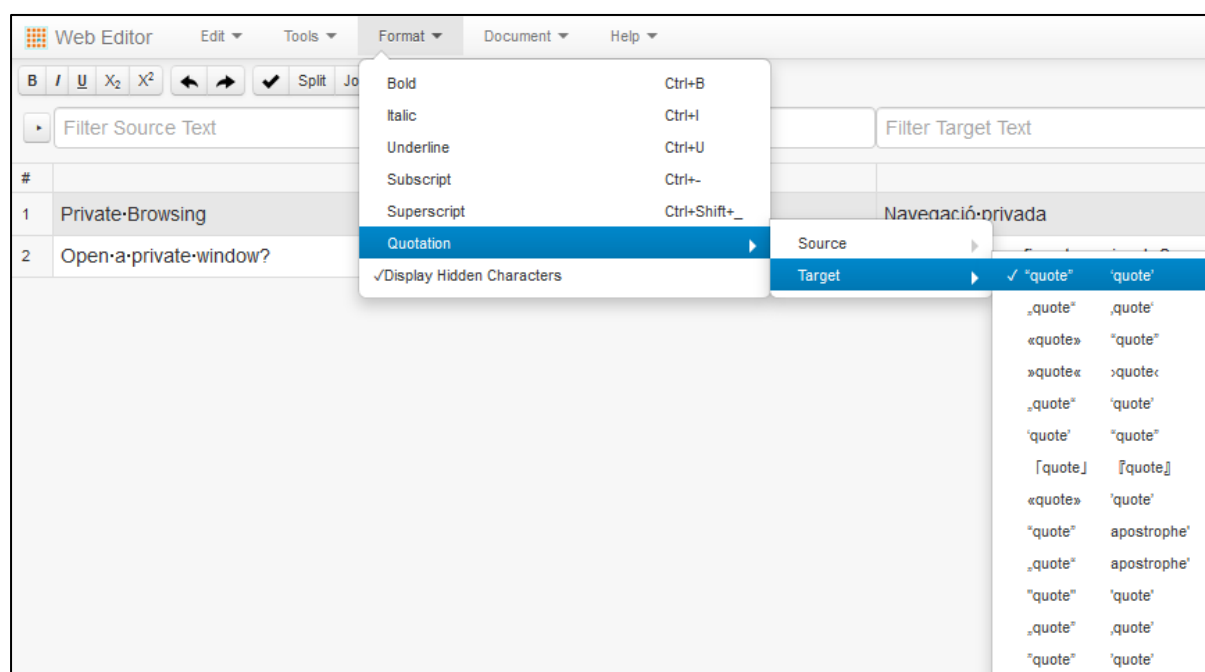 Web Editor Edit Tools Format Document Help
B I U X₂ X² Split Jo
Filter Source Text Filter Target Text
#
1 Private·Browsing Navegació·privada
2 Open·a·private·window?
Bold Ctrl+B
Italic Ctrl+I
Underline Ctrl+U
Subscript Ctrl+-
Superscript Ctrl+Shift+_
Quotation
✓Display Hidden Characters
Source
Target
✓ “quote” ‘quote’
„quote“ ‚quote‘
«quote» “quote”
»quote« ›quote‹
„quote“ ‘quote’
‘quote’ “quote”
「quote」 『quote』
«quote» 'quote'
“quote” apostrophe'
„quote” apostrophe'
"quote" 'quote'
„quote” ‚quote’
”quote” 'quote'